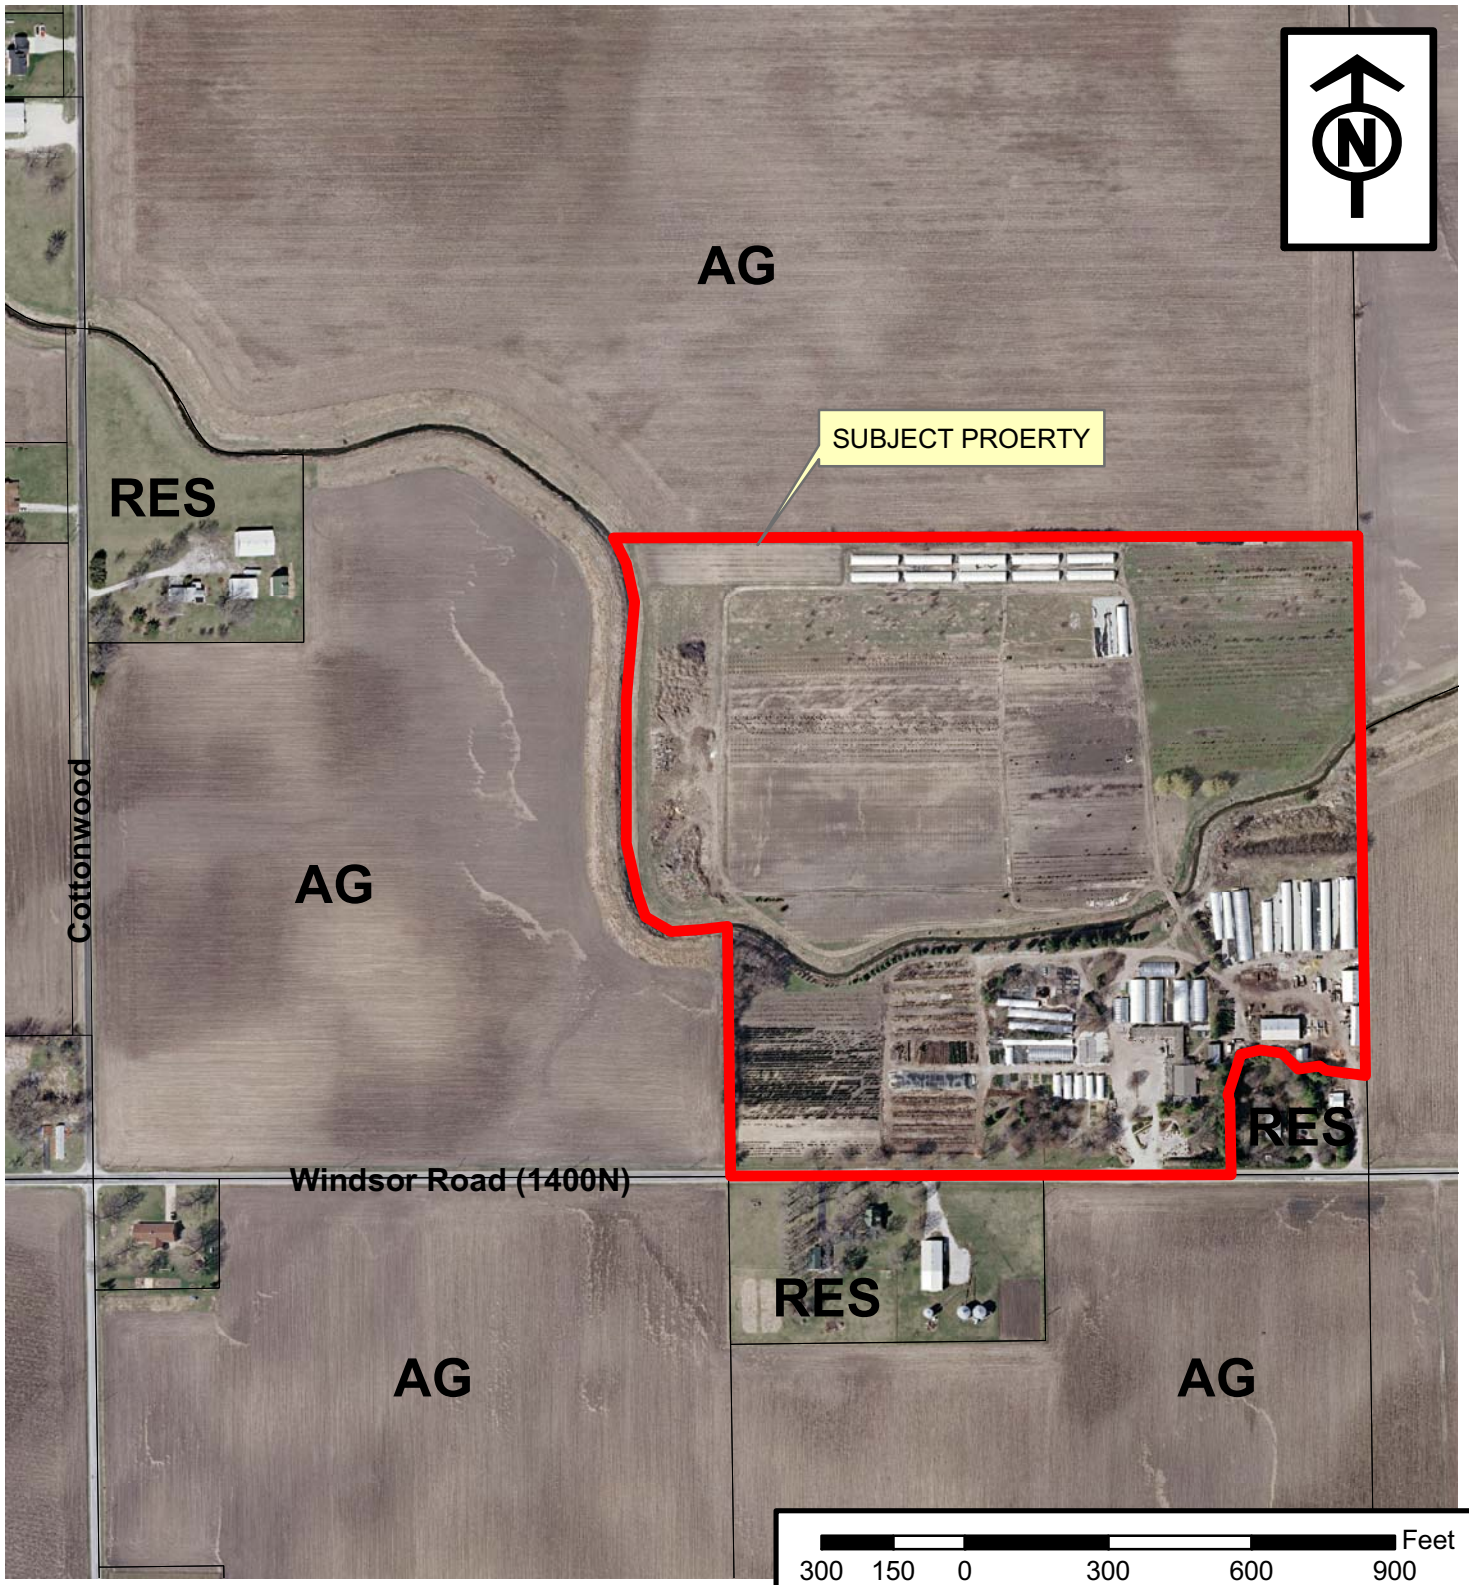 N
AG
SUBJECT PROERTY
RES
Cottonwood
AG
RES
Windsor Road (1400N)
RES
AG
AG
Feet
300 150 0 300 600 900